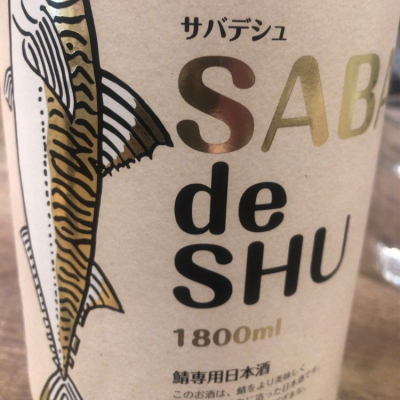 サバデシュ
SABA
de
SHU
1800ml
鯖専用日本酒
このお酒は、鯖をより美味しく